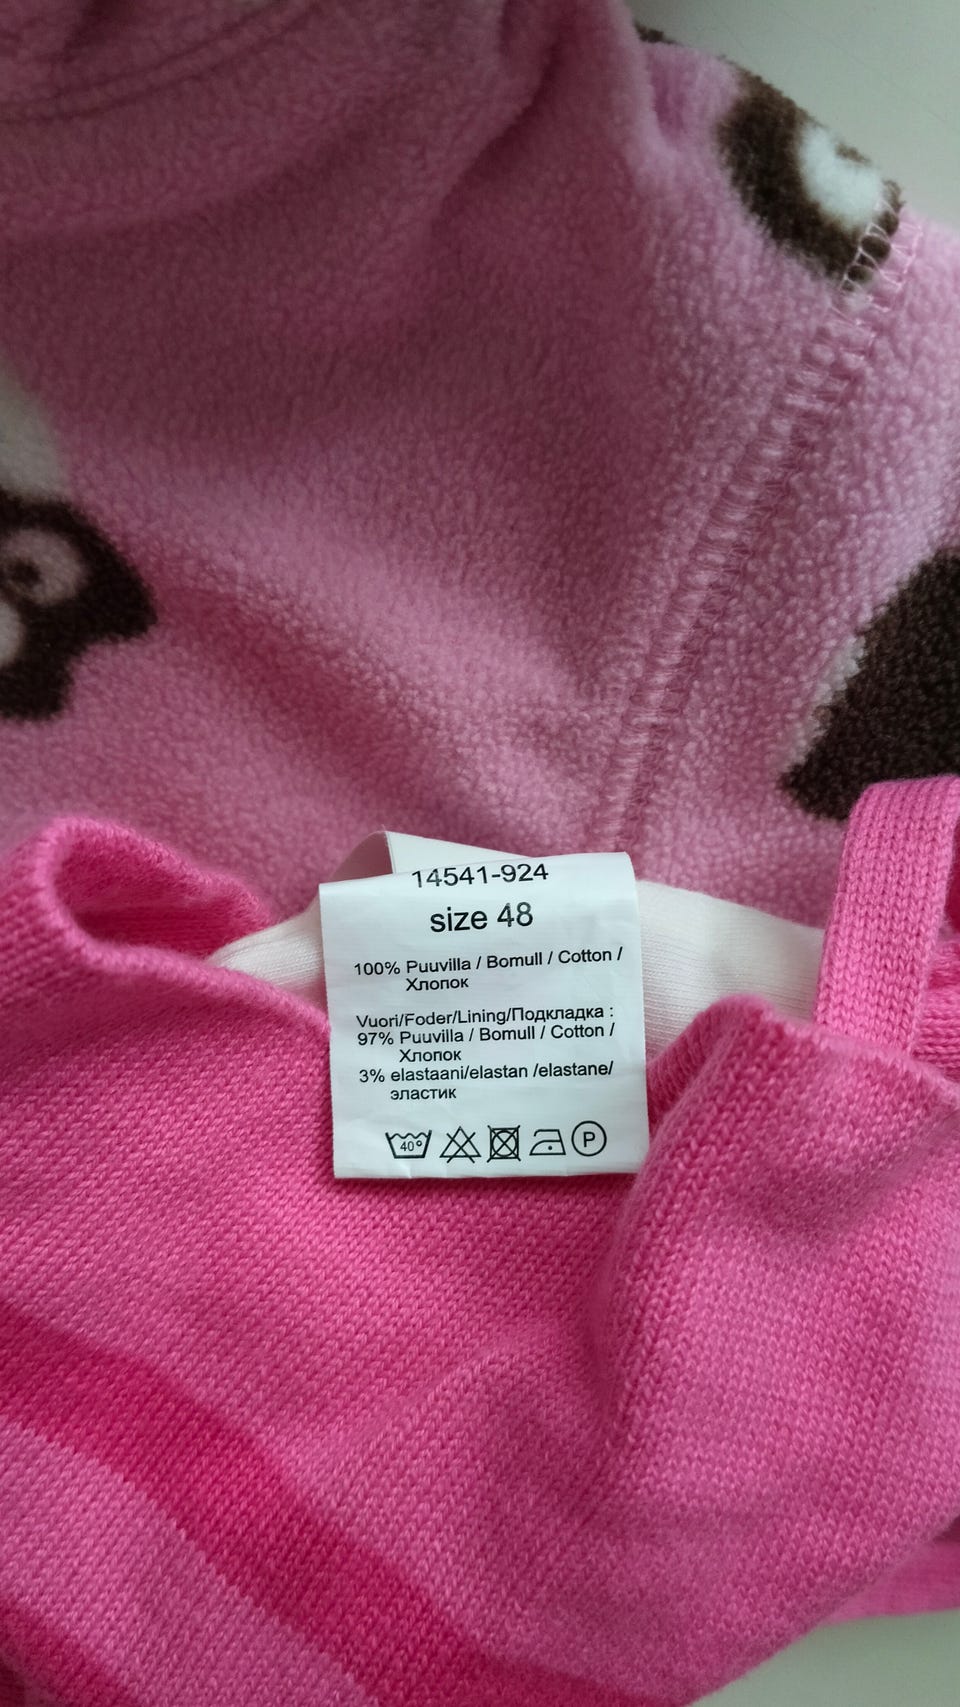 14541-924
size 48
100% Puuvilla / Bomull / Cotton /
Хлопок
Vuori/Foder/Lining/Подкладка :
97% Puuvilla / Bomull / Cotton /
Хлопок
3% elastaani/elastan /elastane/
эластик
40° P